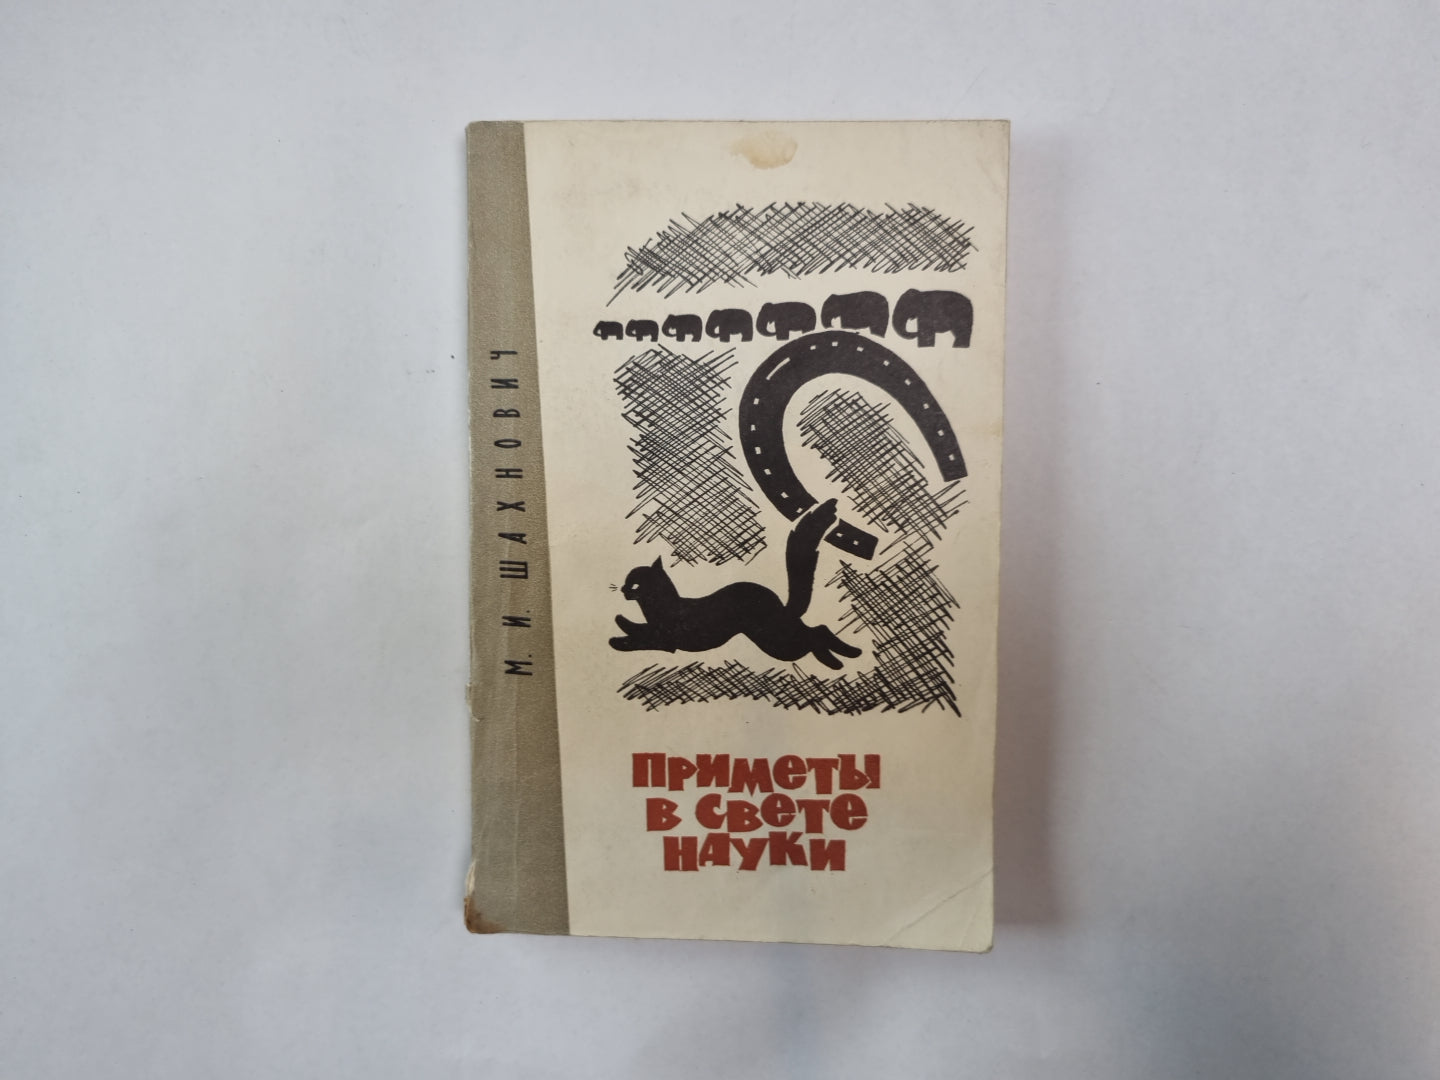 М. И. ШАХНОВИЧ
ПРИМЕТЫ
В СВЕТЕ
НАУКИ